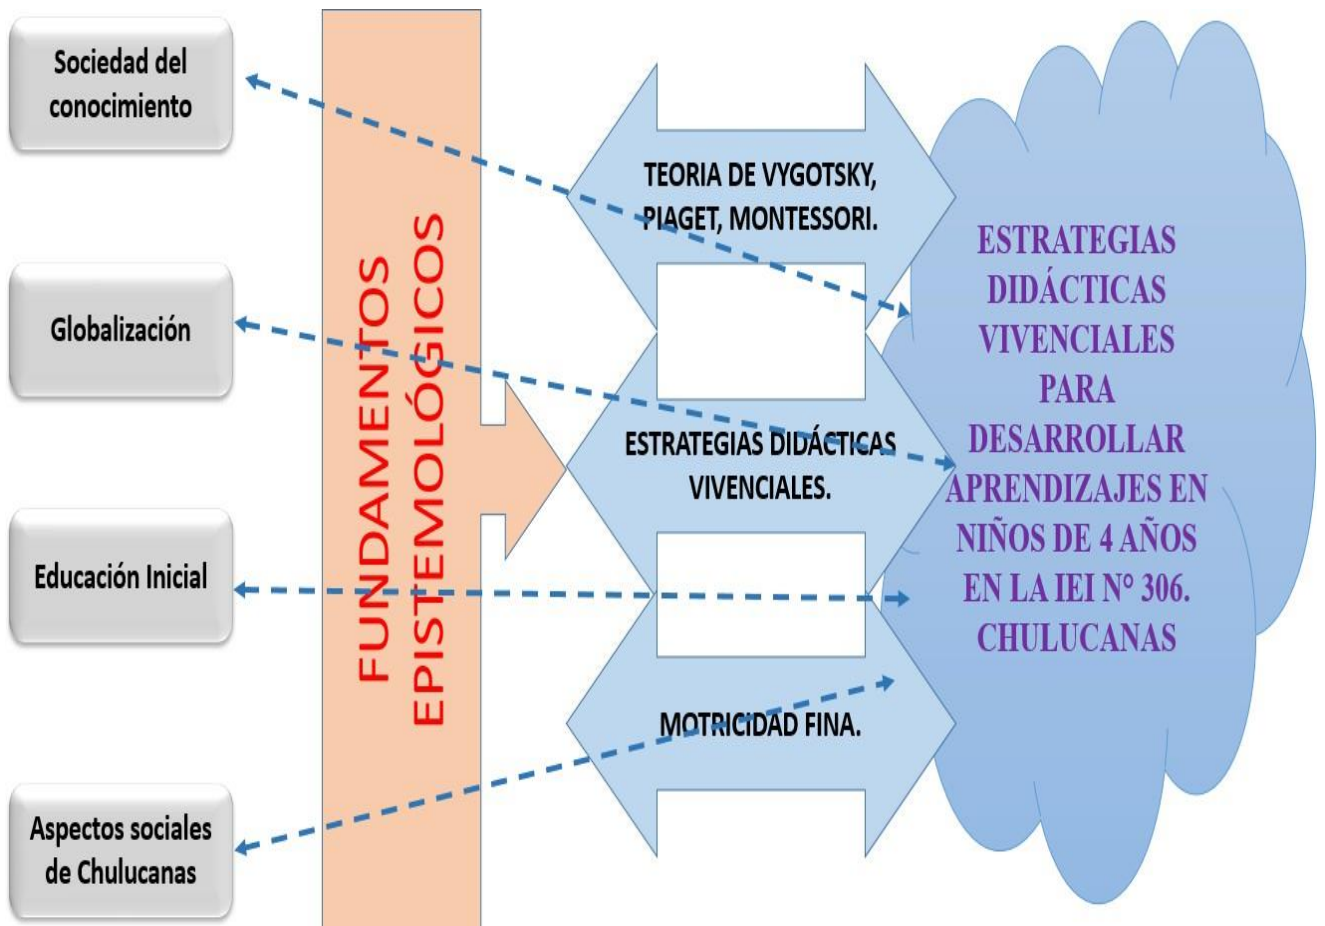 Sociedad del
conocimiento
Globalización
Educación Inicial
Aspectos sociales
de Chulucanas
FUNDAMENTOS
EPISTEMOLÓGICOS
TEORIA DE VYGOTSKY,
PIAGET, MONTESSORI.
ESTRATEGIAS DIDÁCTICAS
VIVENCIALES.
MOTRICIDAD FINA.
ESTRATEGIAS
DIDÁCTICAS
VIVENCIALES
PARA
DESARROLLAR
APRENDIZAJES EN
NIÑOS DE 4 AÑOS
EN LA IEI N° 306.
CHULUCANAS